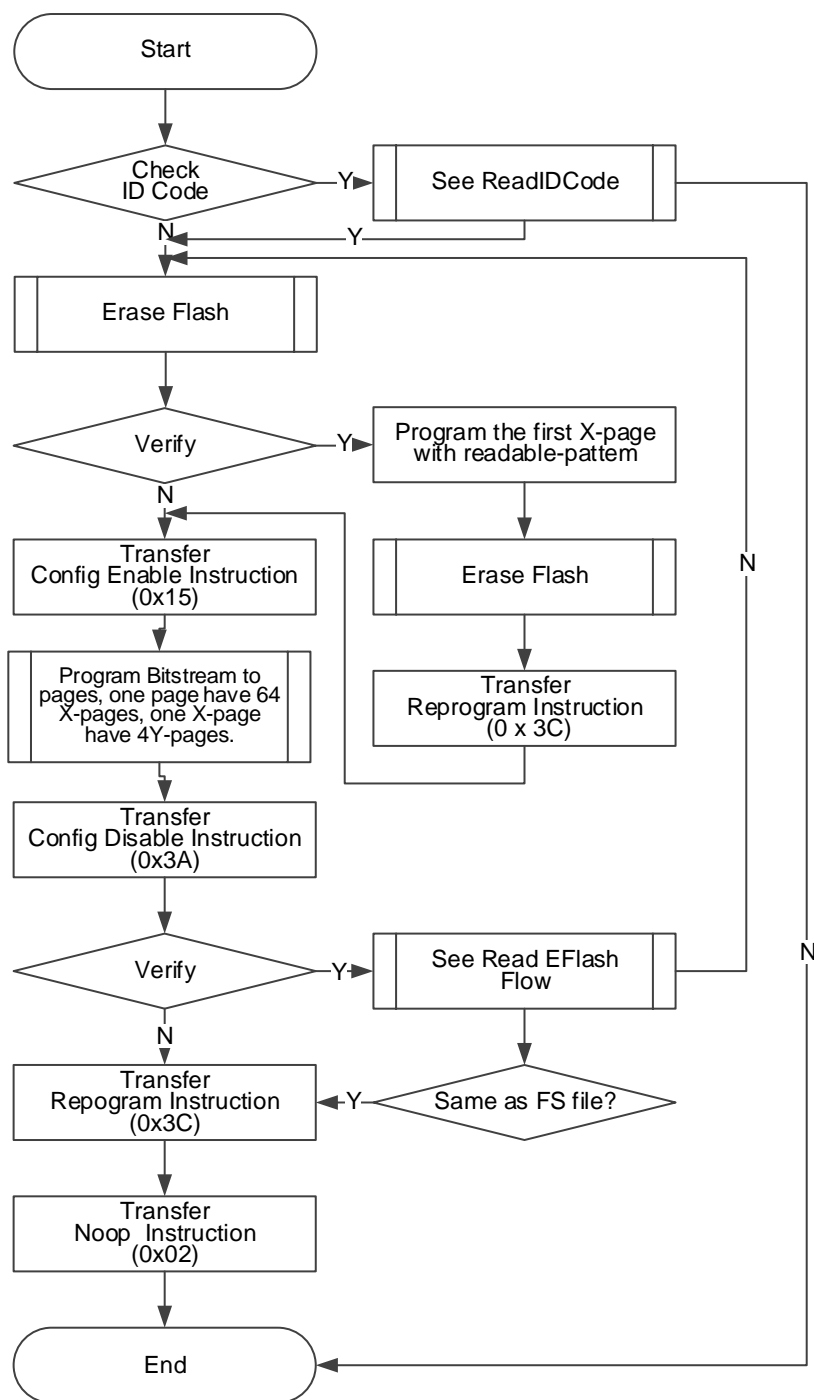 Start
Check
ID Code
Y
See ReadIDCode
N
Y
Erase Flash
Verify
Y
Program the first X-page
with readable-pattem
N
Transfer
Config Enable Instruction
(0x15)
Erase Flash
N
Program Bitstream to
pages, one page have 64
X-pages, one X-page
have 4Y-pages.
Transfer
Reprogram Instruction
(0 x 3C)
Transfer
Config Disable Instruction
(0x3A)
Verify
Y
See Read EFlash
Flow
N
N
Transfer
Repogram Instruction
(0x3C)
Y
Same as FS file?
Transfer
Noop Instruction
(0x02)
End